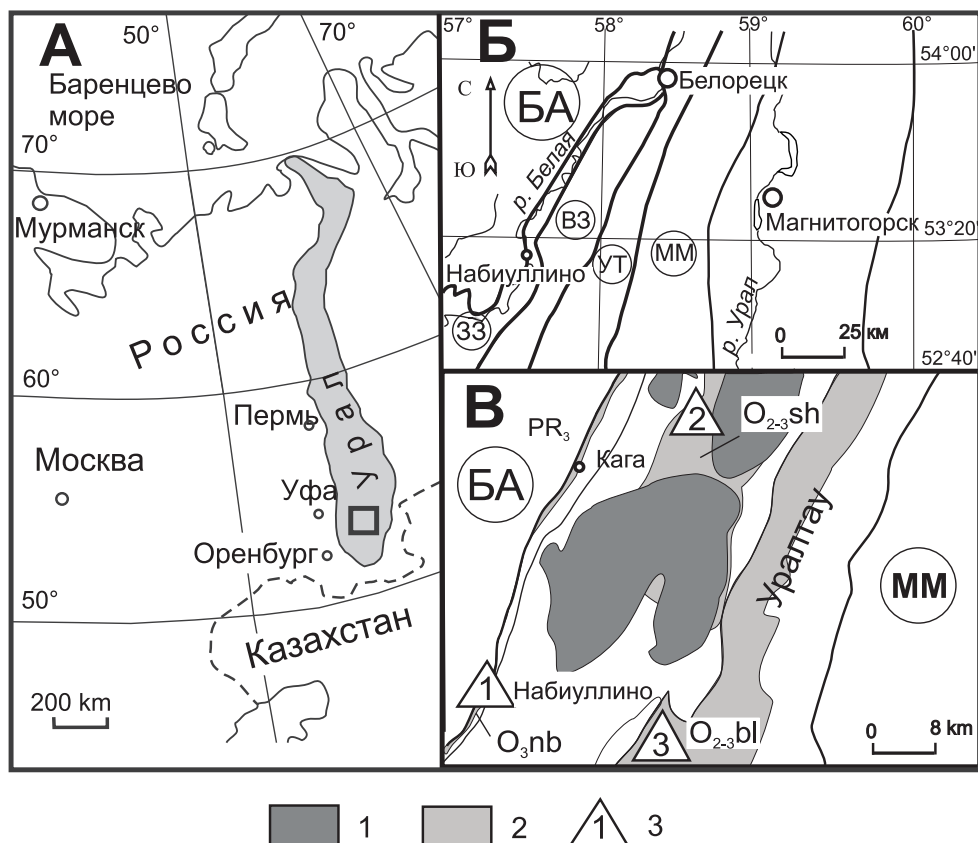 А
50°
70°
Баренцево
море
70°
Мурманск
Россия
60°
Пермь
Урал
Москва
Уфа
Оренбург
50°
Казахстан
200 km
Б
57°
58°
59°
60°
54°00'
С
Ю
БА
Белорецк
р. Белая
ВЗ
Магнитогорск
53°20'
УТ
ММ
Набиуллино
ЗЗ
р. Урал
0 25 км
52°40'
В
PR₃
2
O₂₋₃sh
БА
Кага
Уралтау
ММ
1
Набиуллино
O₃nb
3
O₂₋₃bl
0 8 км
1
2
1
3